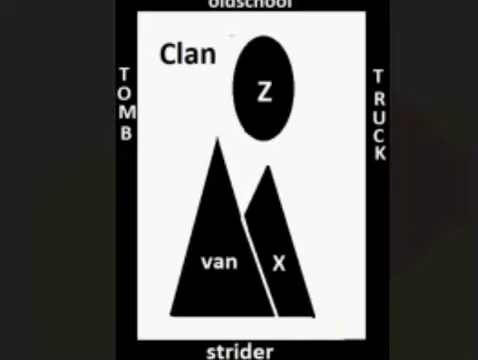 oldschool
Clan
Z
TOMB
TRUCK
van
X
strider